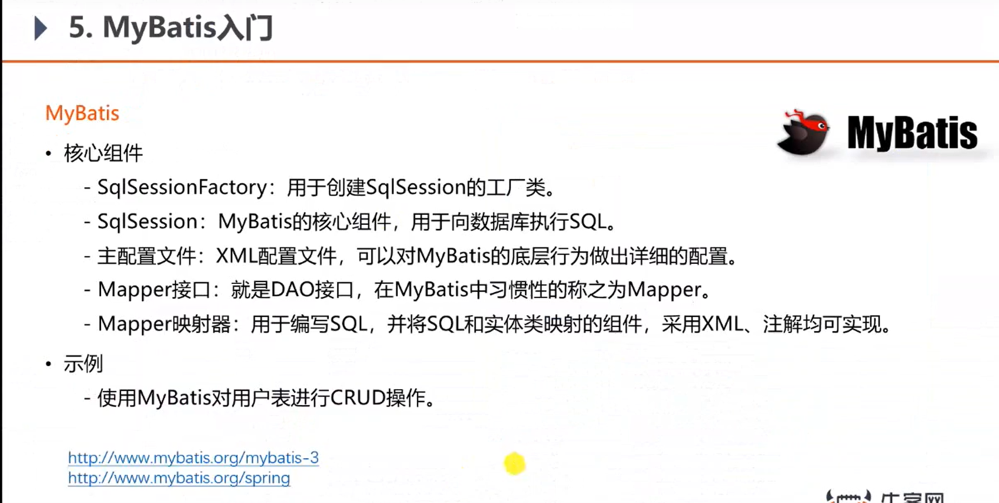 5. MyBatis入门
MyBatis
MyBatis
• 核心组件
- SqlSessionFactory：用于创建SqlSession的工厂类。
- SqlSession：MyBatis的核心组件，用于向数据库执行SQL。
- 主配置文件：XML配置文件，可以对MyBatis的底层行为做出详细的配置。
- Mapper接口：就是DAO接口，在MyBatis中习惯性的称之为Mapper。
- Mapper映射器：用于编写SQL，并将SQL和实体类映射的组件，采用XML、注解均可实现。
• 示例
- 使用MyBatis对用户表进行CRUD操作。
http://www.mybatis.org/mybatis-3
http://www.mybatis.org/spring
牛客网